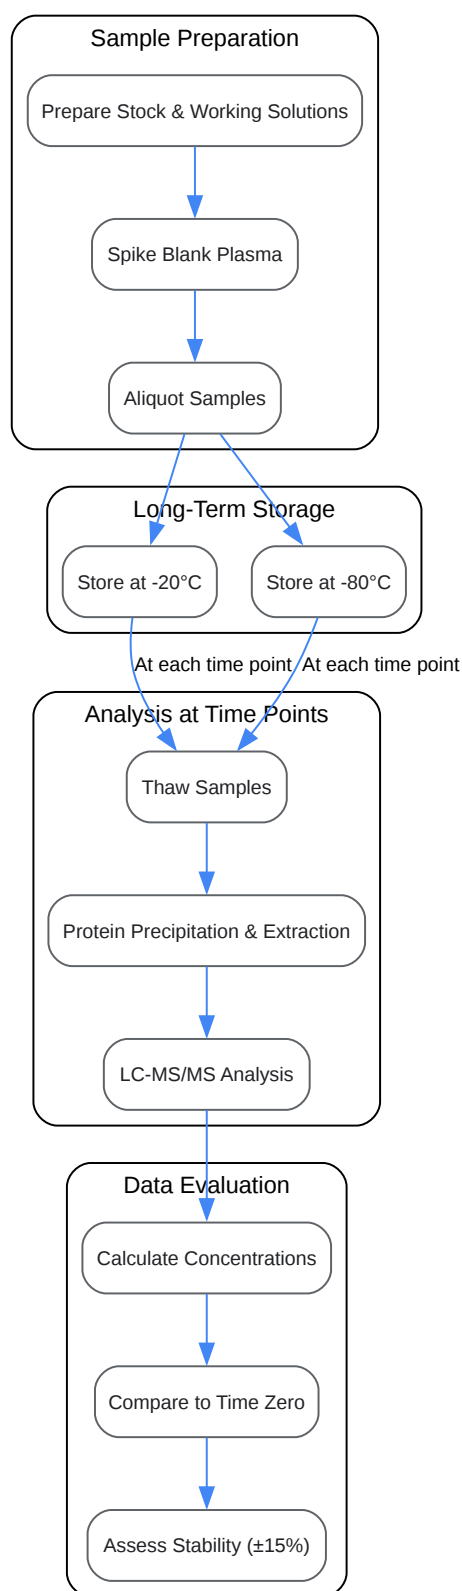 Sample Preparation
Prepare Stock & Working Solutions
Spike Blank Plasma
Aliquot Samples
Long-Term Storage
Store at -20°C
Store at -80°C
At each time point
At each time point
Analysis at Time Points
Thaw Samples
Protein Precipitation & Extraction
LC-MS/MS Analysis
Data Evaluation
Calculate Concentrations
Compare to Time Zero
Assess Stability (±15%)